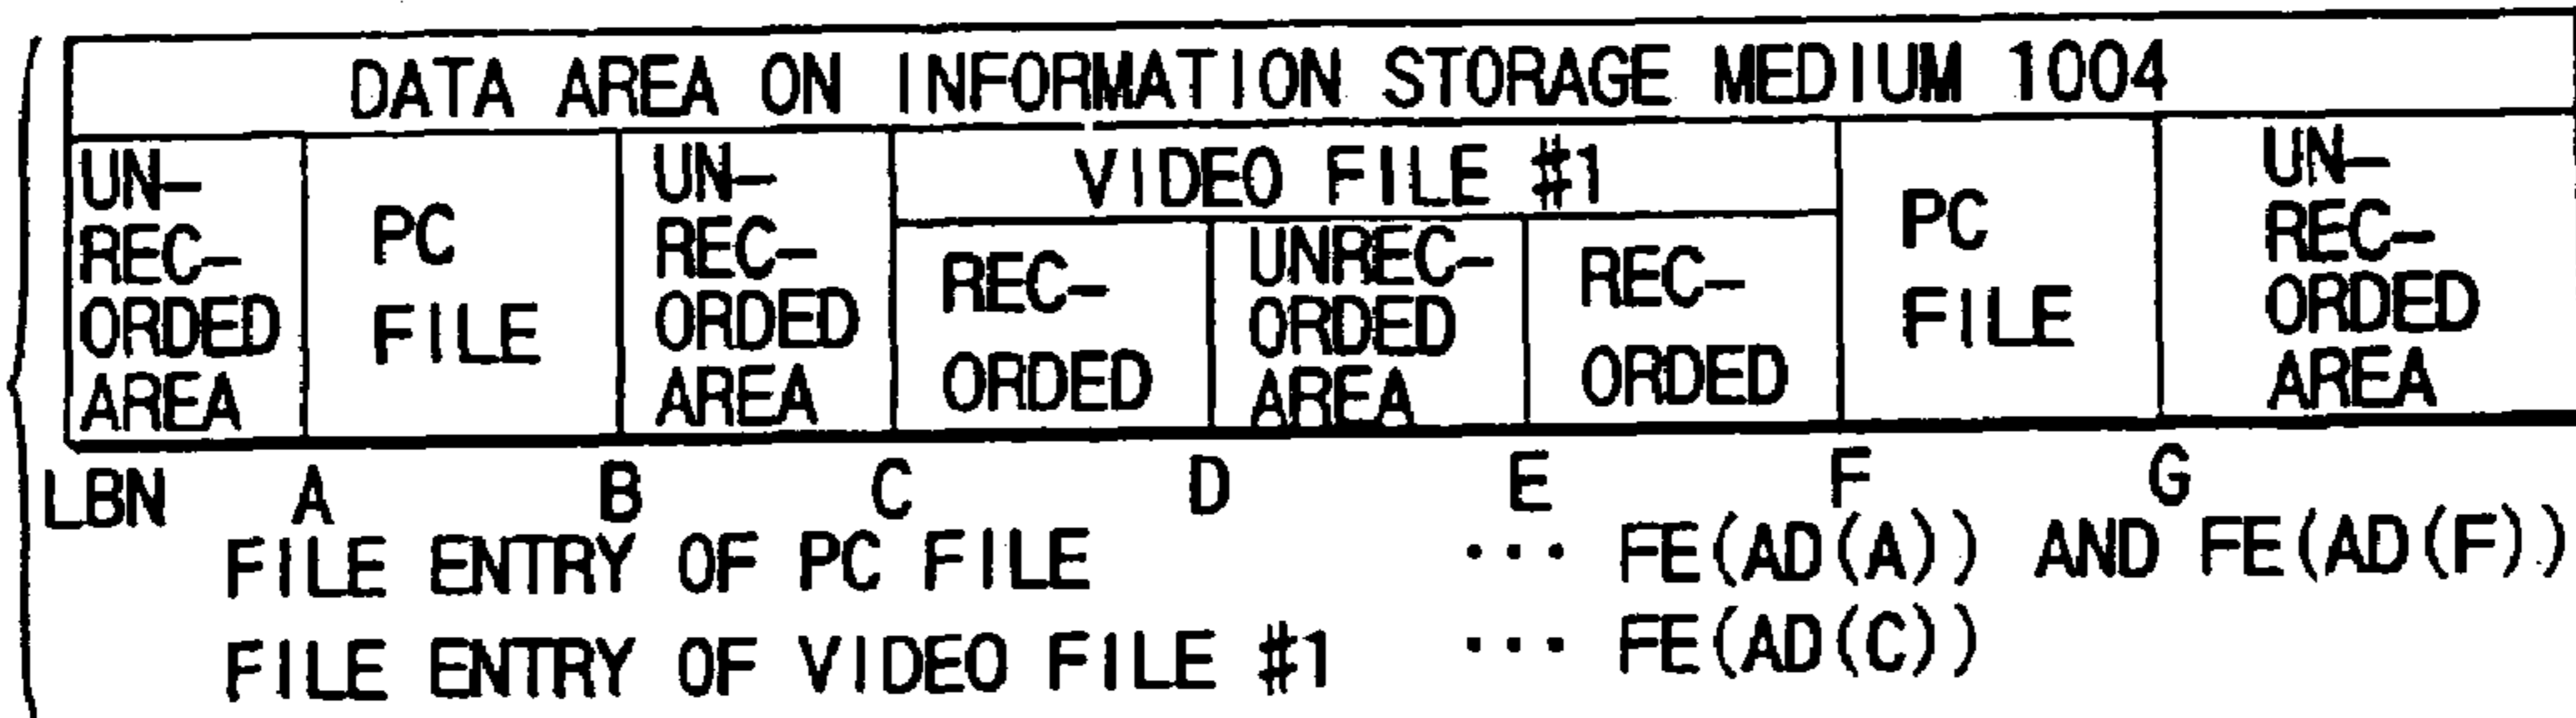 DATA AREA ON INFORMATION STORAGE MEDIUM 1004
UN-
REC-
ORDED
AREA
PC
FILE
UN-
REC-
ORDED
AREA
VIDEO FILE #1
REC-
ORDED
UNREC-
ORDED
AREA
REC-
ORDED
PC
FILE
UN-
REC-
ORDED
AREA
LBN A B C D E F G
FILE ENTRY OF PC FILE ··· FE(AD(A)) AND FE(AD(F))
FILE ENTRY OF VIDEO FILE #1 ··· FE(AD(C))